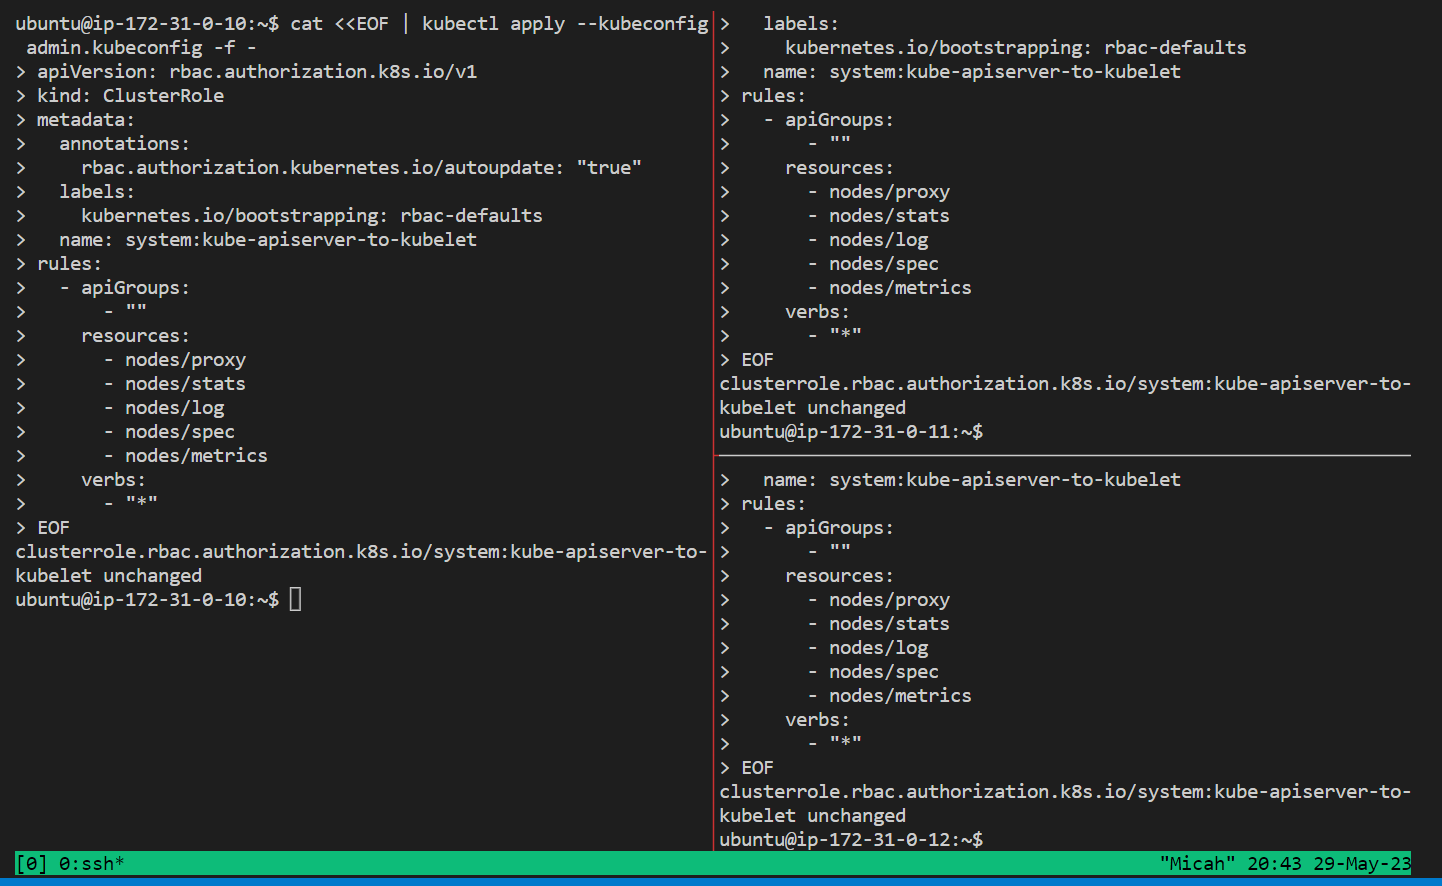 ubuntu@ip-172-31-0-10:~$ cat <<EOF | kubectl apply --kubeconfig
 admin.kubeconfig -f -
> apiVersion: rbac.authorization.k8s.io/v1
> kind: ClusterRole
> metadata:
>   annotations:
>     rbac.authorization.kubernetes.io/autoupdate: "true"
>   labels:
>     kubernetes.io/bootstrapping: rbac-defaults
>   name: system:kube-apiserver-to-kubelet
> rules:
>   - apiGroups:
>       - ""
>     resources:
>       - nodes/proxy
>       - nodes/stats
>       - nodes/log
>       - nodes/spec
>       - nodes/metrics
>     verbs:
>       - "*"
> EOF
clusterrole.rbac.authorization.k8s.io/system:kube-apiserver-to-
kubelet unchanged
ubuntu@ip-172-31-0-10:~$
>   labels:
>     kubernetes.io/bootstrapping: rbac-defaults
>   name: system:kube-apiserver-to-kubelet
> rules:
>   - apiGroups:
>       - ""
>     resources:
>       - nodes/proxy
>       - nodes/stats
>       - nodes/log
>       - nodes/spec
>       - nodes/metrics
>     verbs:
>       - "*"
> EOF
clusterrole.rbac.authorization.k8s.io/system:kube-apiserver-to-
kubelet unchanged
ubuntu@ip-172-31-0-11:~$
>   name: system:kube-apiserver-to-kubelet
> rules:
>   - apiGroups:
>       - ""
>     resources:
>       - nodes/proxy
>       - nodes/stats
>       - nodes/log
>       - nodes/spec
>       - nodes/metrics
>     verbs:
>       - "*"
> EOF
clusterrole.rbac.authorization.k8s.io/system:kube-apiserver-to-
kubelet unchanged
ubuntu@ip-172-31-0-12:~$
[0] 0:ssh* "Micah" 20:43 29-May-23